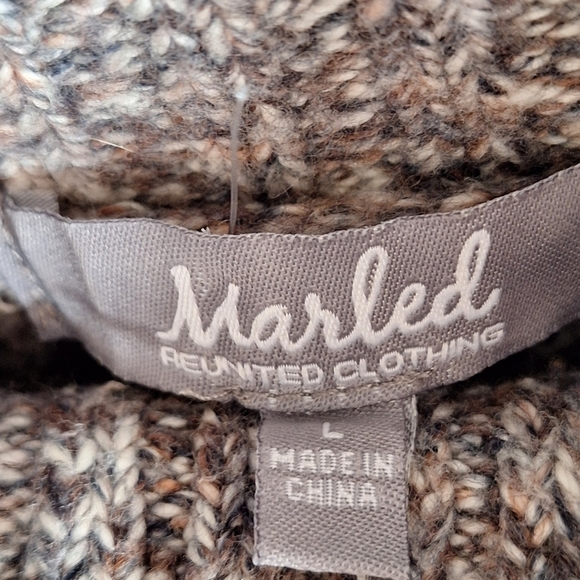 Marled
REUNITED CLOTHING
L
MADE IN
CHINA